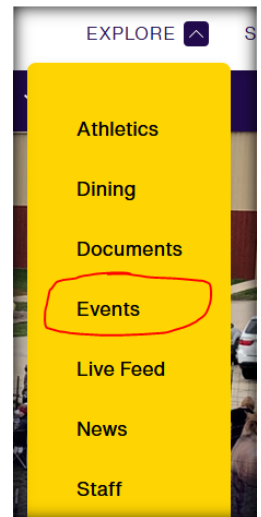 EXPLORE
Athletics
Dining
Documents
Events
Live Feed
News
Staff